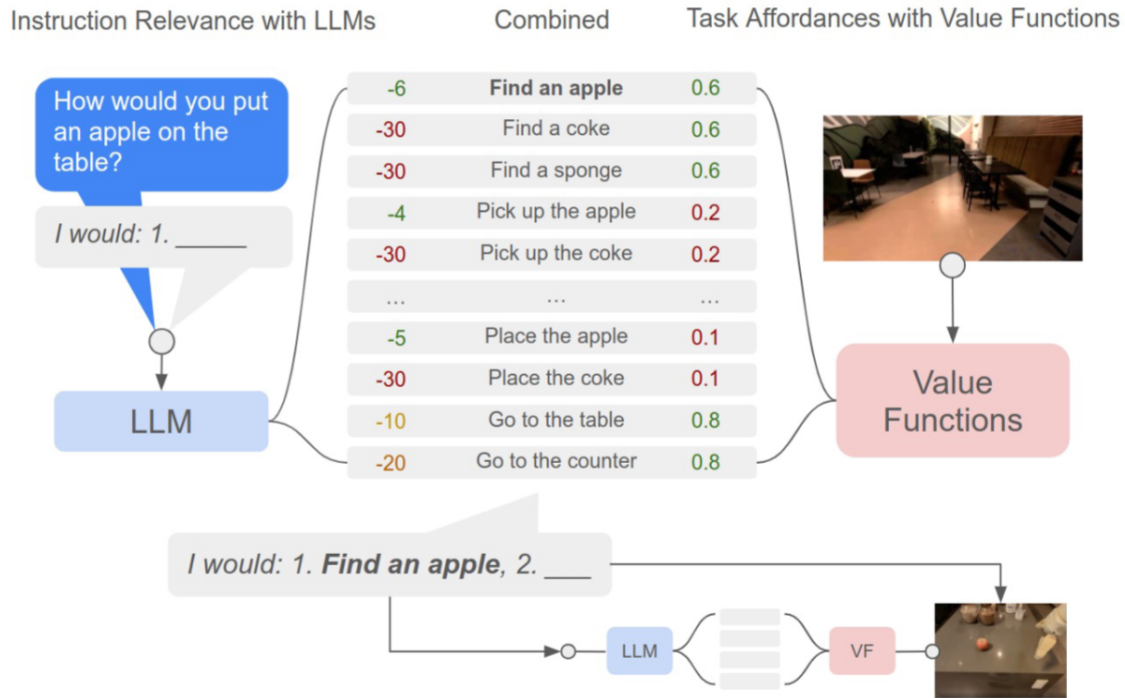 Instruction Relevance with LLMs
Combined
Task Affordances with Value Functions
How would you put
an apple on the
table?
I would: 1. _____
LLM
-6 Find an apple 0.6
-30 Find a coke 0.6
-30 Find a sponge 0.6
-4 Pick up the apple 0.2
-30 Pick up the coke 0.2
... ... ...
-5 Place the apple 0.1
-30 Place the coke 0.1
-10 Go to the table 0.8
-20 Go to the counter 0.8
Value
Functions
I would: 1. Find an apple, 2. ___
LLM
VF